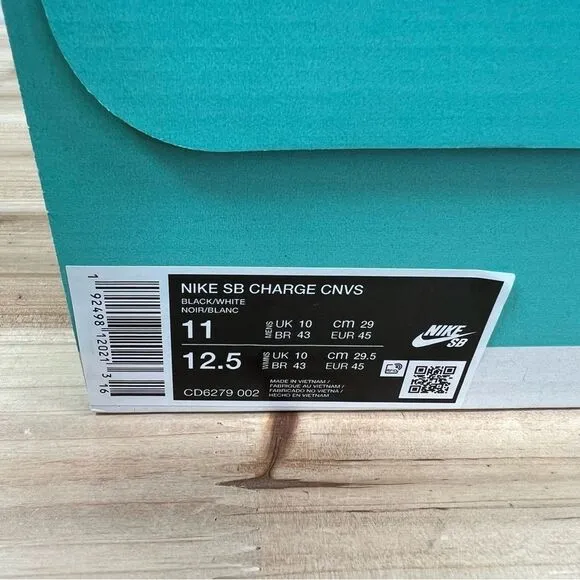 NIKE SB CHARGE CNVS
BLACK/WHITE
NOIR/BLANC
11 MENS UK 10 CM 29
BR 43 EUR 45
12.5 WMNS UK 10 CM 29.5
BR 43 EUR 45
CD6279 002
MADE IN VIETNAM /
FABRIQUE AU VIETNAM /
FABRICADO NO VIETNA /
HECHO EN VIETNAM
NIKE
SB
1 92498 12021 3 16